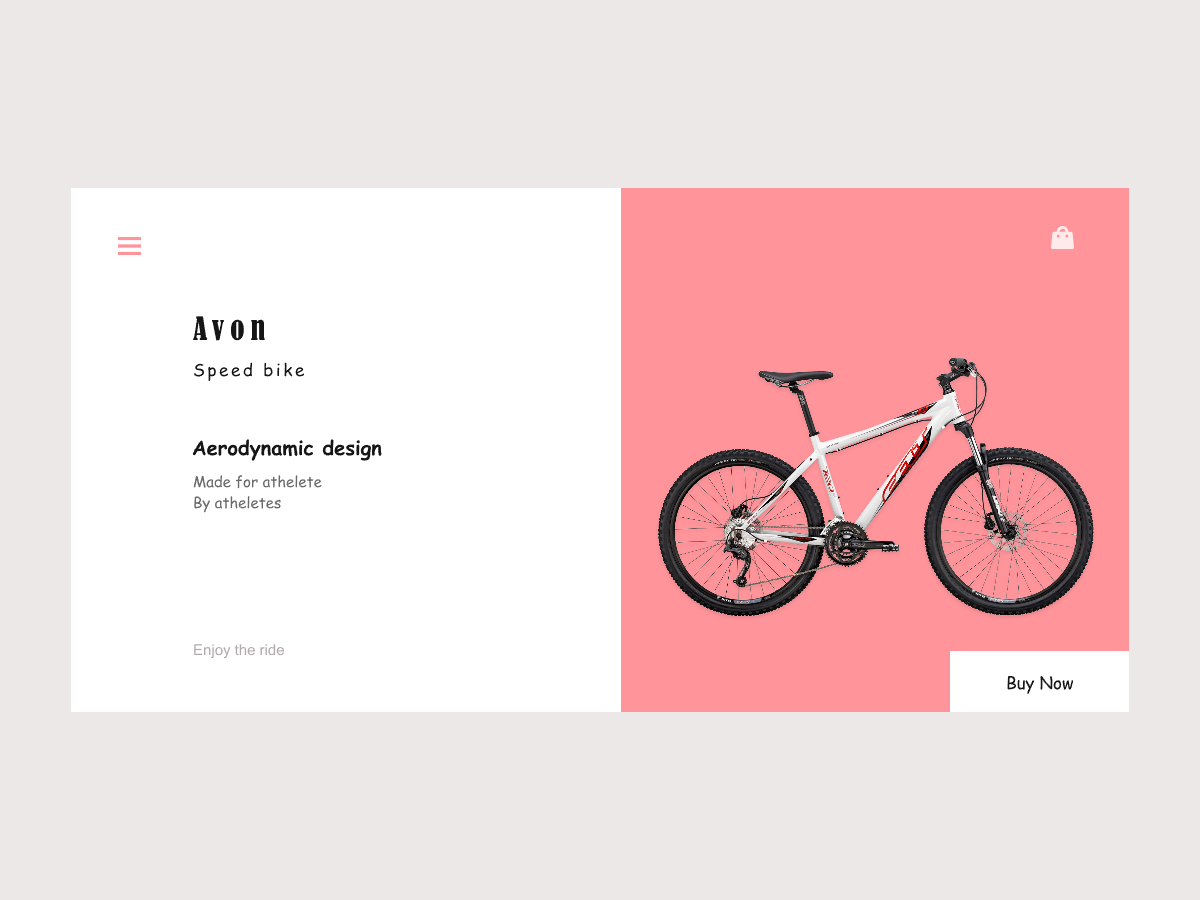 Avon
Speed bike
Aerodynamic design
Made for athelete
By atheletes
Enjoy the ride
Buy Now